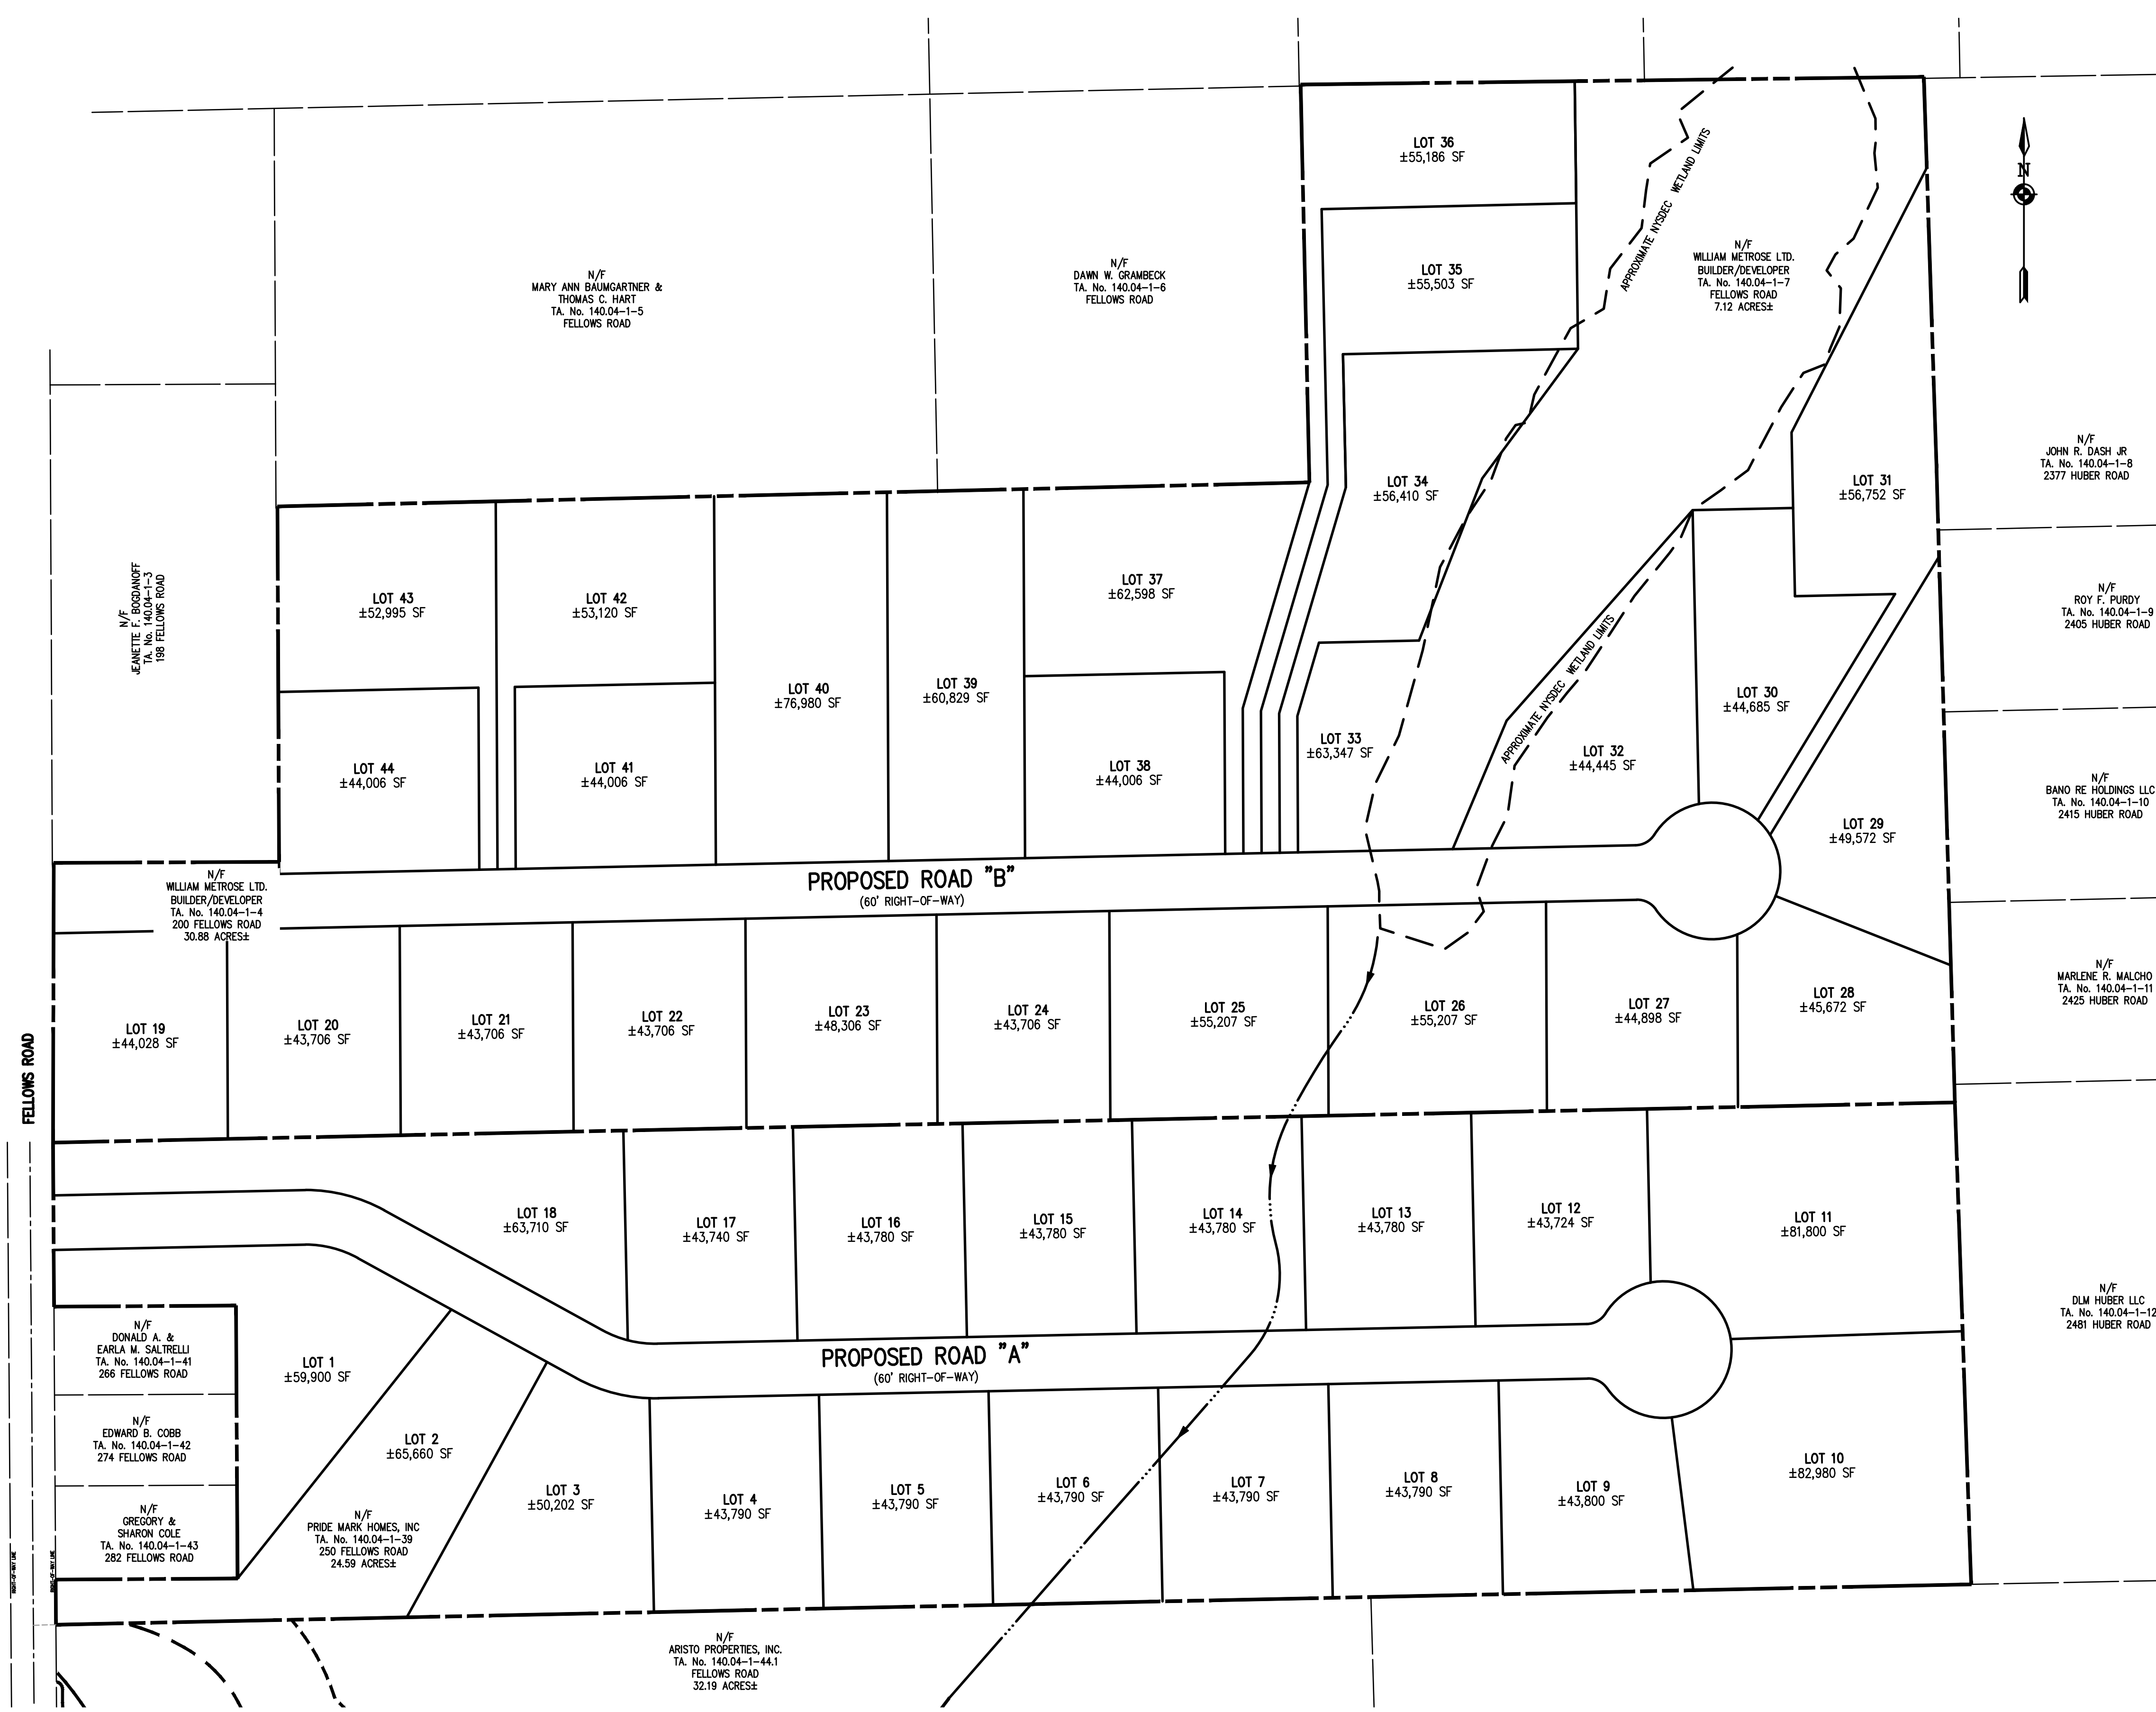 LOT 36
±55,186 SF
N
APPROXIMATE NYSDEC WETLAND LIMITS
N/F
MARY ANN BAUMGARTNER &
THOMAS C. HART
TA. No. 140.04-1-5
FELLOWS ROAD
N/F
DAWN W. GRAMBECK
TA. No. 140.04-1-6
FELLOWS ROAD
LOT 35
±55,503 SF
N/F
WILLIAM METROSE LTD.
BUILDER/DEVELOPER
TA. No. 140.04-1-7
FELLOWS ROAD
7.12 ACRES±
N/F
JOHN R. DASH JR
TA. No. 140.04-1-8
2377 HUBER ROAD
LOT 34
±56,410 SF
LOT 31
±56,752 SF
N/F
JEANETTE F. BOGDANOFF
TA. No. 140.04-1-3
198 FELLOWS ROAD
LOT 43
±52,995 SF
LOT 42
±53,120 SF
LOT 37
±62,598 SF
N/F
ROY F. PURDY
TA. No. 140.04-1-9
2405 HUBER ROAD
APPROXIMATE NYSDEC WETLAND LIMITS
LOT 40
±76,980 SF
LOT 39
±60,829 SF
LOT 30
±44,685 SF
LOT 44
±44,006 SF
LOT 41
±44,006 SF
LOT 38
±44,006 SF
LOT 33
±63,347 SF
LOT 32
±44,445 SF
N/F
BANO RE HOLDINGS LLC
TA. No. 140.04-1-10
2415 HUBER ROAD
LOT 29
±49,572 SF
N/F
WILLIAM METROSE LTD.
BUILDER/DEVELOPER
TA. No. 140.04-1-4
200 FELLOWS ROAD
30.88 ACRES±
PROPOSED ROAD "B"
(60' RIGHT-OF-WAY)
FELLOWS ROAD
LOT 19
±44,028 SF
LOT 20
±43,706 SF
LOT 21
±43,706 SF
LOT 22
±43,706 SF
LOT 23
±48,306 SF
LOT 24
±43,706 SF
LOT 25
±55,207 SF
LOT 26
±55,207 SF
LOT 27
±44,898 SF
LOT 28
±45,672 SF
N/F
MARLENE R. MALCHO
TA. No. 140.04-1-11
2425 HUBER ROAD
LOT 18
±63,710 SF
LOT 17
±43,740 SF
LOT 16
±43,780 SF
LOT 15
±43,780 SF
LOT 14
±43,780 SF
LOT 13
±43,780 SF
LOT 12
±43,724 SF
LOT 11
±81,800 SF
N/F
DLM HUBER LLC
TA. No. 140.04-1-12
2481 HUBER ROAD
N/F
DONALD A. &
EARLA M. SALTRELLI
TA. No. 140.04-1-41
266 FELLOWS ROAD
LOT 1
±59,900 SF
PROPOSED ROAD "A"
(60' RIGHT-OF-WAY)
N/F
EDWARD B. COBB
TA. No. 140.04-1-42
274 FELLOWS ROAD
LOT 2
±65,660 SF
LOT 3
±50,202 SF
LOT 4
±43,790 SF
LOT 5
±43,790 SF
LOT 6
±43,790 SF
LOT 7
±43,790 SF
LOT 8
±43,790 SF
LOT 9
±43,800 SF
LOT 10
±82,980 SF
N/F
GREGORY &
SHARON COLE
TA. No. 140.04-1-43
282 FELLOWS ROAD
N/F
PRIDE MARK HOMES, INC
TA. No. 140.04-1-39
250 FELLOWS ROAD
24.59 ACRES±
RIGHT-OF-WAY LINE
RIGHT-OF-WAY LINE
N/F
ARISTO PROPERTIES, INC.
TA. No. 140.04-1-44.1
FELLOWS ROAD
32.19 ACRES±